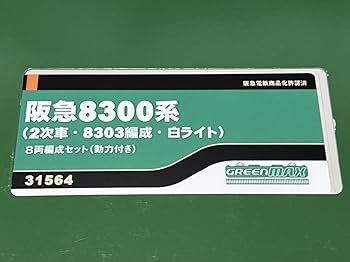 阪急電鉄商品化許諾済
阪急8300系
(2次車・8303編成・白ライト)
8両編成セット(動力付き)
31564
GREENMAX